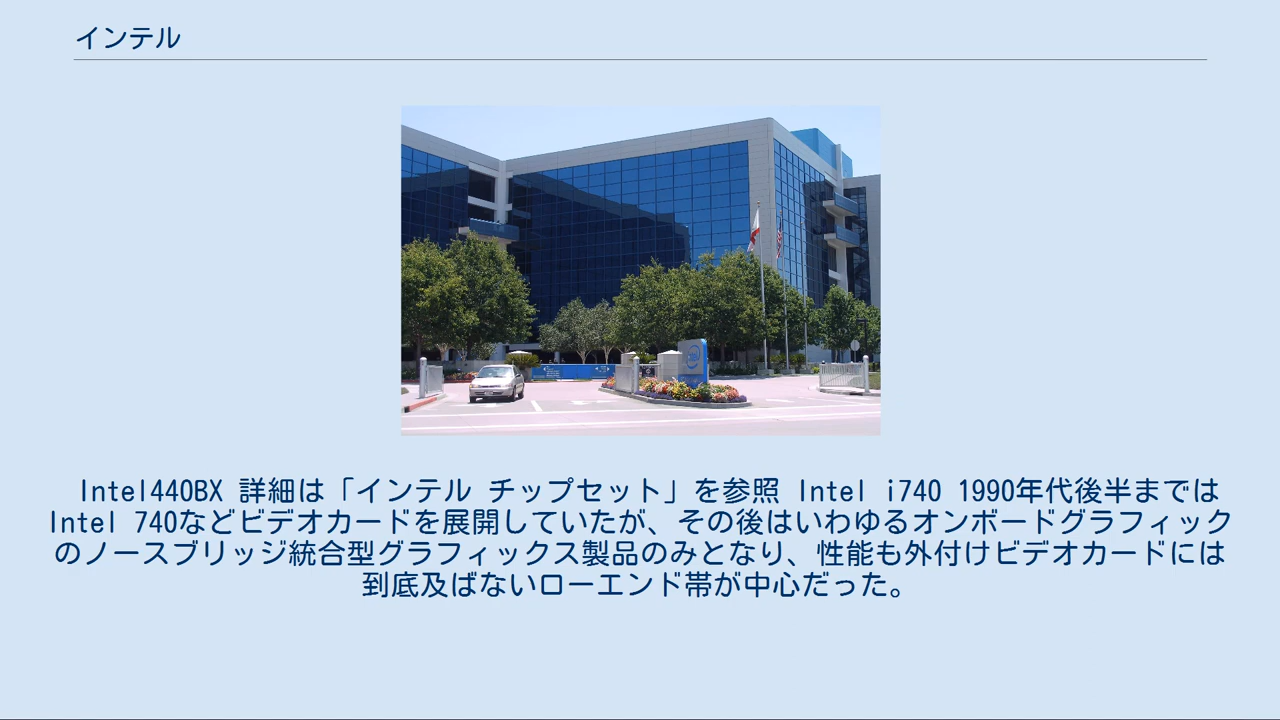 インテル
Intel440BX 詳細は「インテル チップセット」を参照 Intel i740 1990年代後半までは
Intel 740などビデオカードを展開していたが、その後はいわゆるオンボードグラフィック
のノースブリッジ統合型グラフィックス製品のみとなり、性能も外付けビデオカードには
到底及ばないローエンド帯が中心だった。